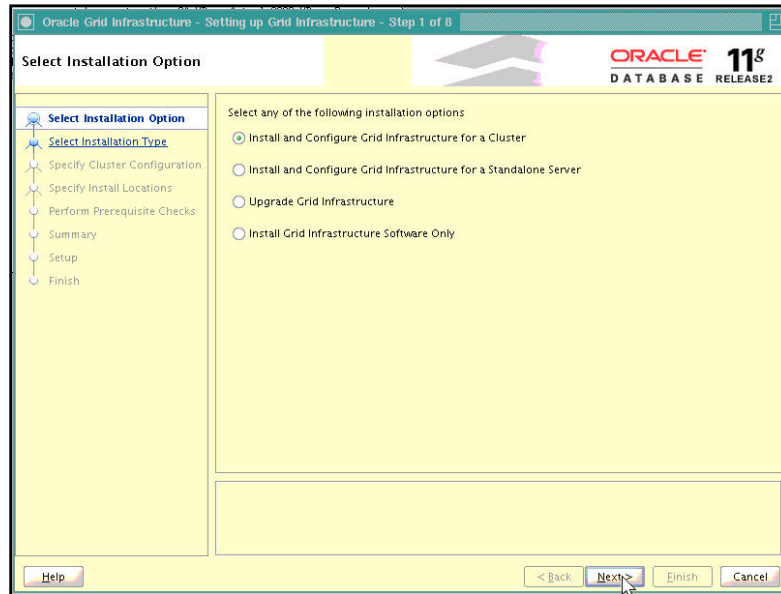 Oracle Grid Infrastructure - Setting up Grid Infrastructure - Step 1 of 8
Select Installation Option
ORACLE
DATABASE
11g
RELEASE2
Select Installation Option
Select Installation Type
Specify Cluster Configuration
Specify Install Locations
Perform Prerequisite Checks
Summary
Setup
Finish
Select any of the following installation options
Install and Configure Grid Infrastructure for a Cluster
Install and Configure Grid Infrastructure for a Standalone Server
Upgrade Grid Infrastructure
Install Grid Infrastructure Software Only
Help
< Back
Next >
Finish
Cancel